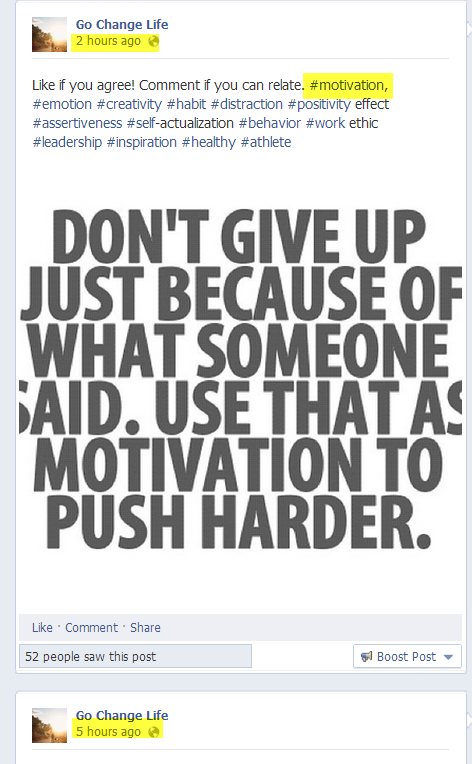 Go Change Life
2 hours ago
Like if you agree! Comment if you can relate. #motivation,
#emotion #creativity #habit #distraction #positivity effect
#assertiveness #self-actualization #behavior #work ethic
#leadership #inspiration #healthy #athlete
DON'T GIVE UP
JUST BECAUSE OF
WHAT SOMEONE
SAID. USE THAT AS
MOTIVATION TO
PUSH HARDER.
Like · Comment · Share
52 people saw this post
Boost Post
Go Change Life
5 hours ago